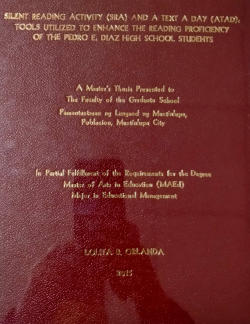 SILENT READING ACTIVITY (SRA) AND A TEXT A DAY (ATAD),
TOOLS UTILIZED TO ENHANCE THE READING PROFICIENCY
OF THE PEDRO E. DIAZ HIGH SCHOOL STUDENTS
A Master's Thesis Presented to
The Faculty of the Graduate School
Pamantasan ng Lungsod ng Muntinlupa,
Poblacion, Muntinlupa City
In Partial Fulfillment of the Requirements for the Degree
Master of Arts in Education (MAEd)
Major in Educational Management
LOLITA B. ORLANDA
2015